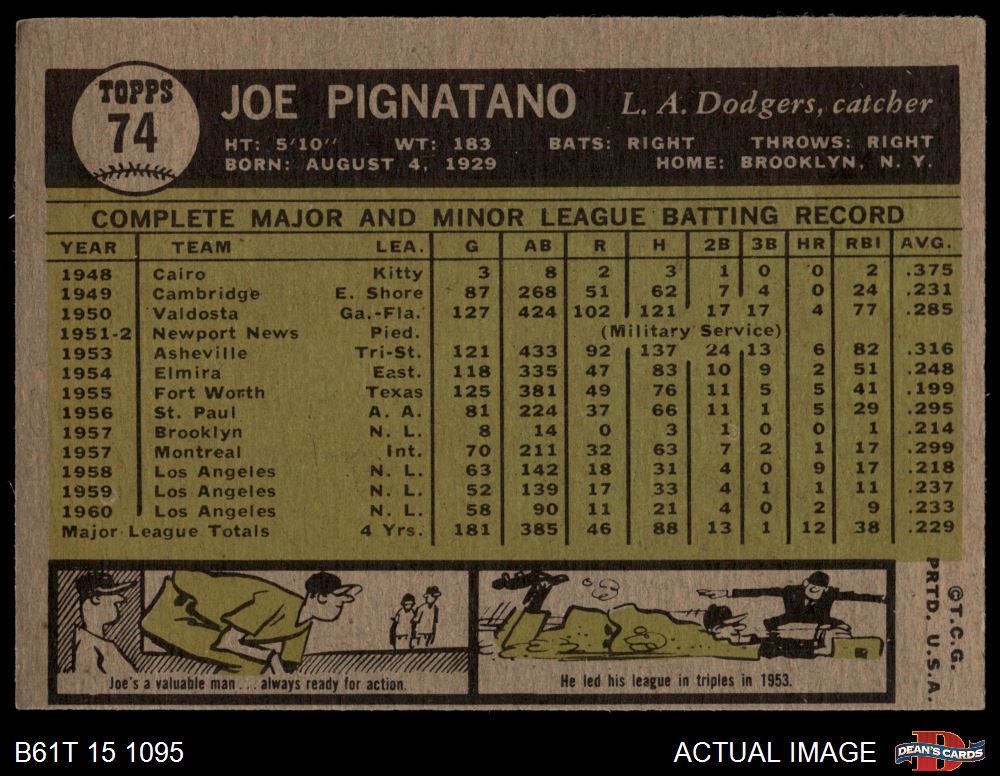 TOPPS
74
JOE PIGNATANO L. A. Dodgers, catcher
HT: 5'10" WT: 183 BATS: RIGHT THROWS: RIGHT
BORN: AUGUST 4, 1929 HOME: BROOKLYN, N. Y.
COMPLETE MAJOR AND MINOR LEAGUE BATTING RECORD
YEAR TEAM LEA. G AB R H 2B 3B HR RBI AVG.
1948 Cairo Kitty 3 8 2 3 1 0 0 2 .375
1949 Cambridge E. Shore 87 268 51 62 7 4 0 24 .231
1950 Valdosta Ga.-Fla. 127 424 102 121 17 17 4 77 .285
1951-2 Newport News Pied. (Military Service)
1953 Asheville Tri-St. 121 433 92 137 24 13 6 82 .316
1954 Elmira East. 118 335 47 83 10 9 2 51 .248
1955 Fort Worth Texas 125 381 49 76 11 5 5 41 .199
1956 St. Paul A. A. 81 224 37 66 11 1 5 29 .295
1957 Brooklyn N. L. 8 14 0 3 1 0 0 1 .214
1957 Montreal Int. 70 211 32 63 7 2 1 17 .299
1958 Los Angeles N. L. 63 142 18 31 4 0 9 17 .218
1959 Los Angeles N. L. 52 139 17 33 4 1 1 11 .237
1960 Los Angeles N. L. 58 90 11 21 4 0 2 9 .233
Major League Totals 4 Yrs. 181 385 46 88 13 1 12 38 .229
Joe's a valuable man... always ready for action.
He led his league in triples in 1953.
©T.C.G.
PRTD. U.S.A.
B61T 15 1095 ACTUAL IMAGE DEAN'S CARDS